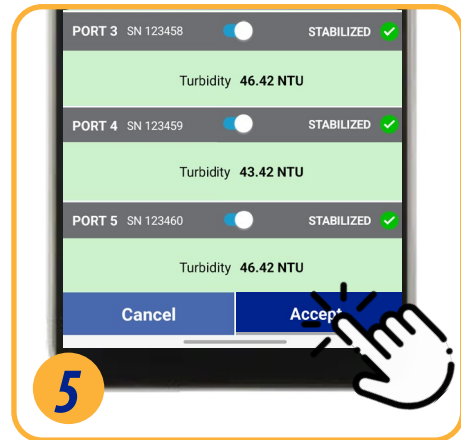 PORT 3 SN 123458 STABILIZED
Turbidity 46.42 NTU
PORT 4 SN 123459 STABILIZED
Turbidity 43.42 NTU
PORT 5 SN 123460 STABILIZED
Turbidity 46.42 NTU
Cancel Accept
5